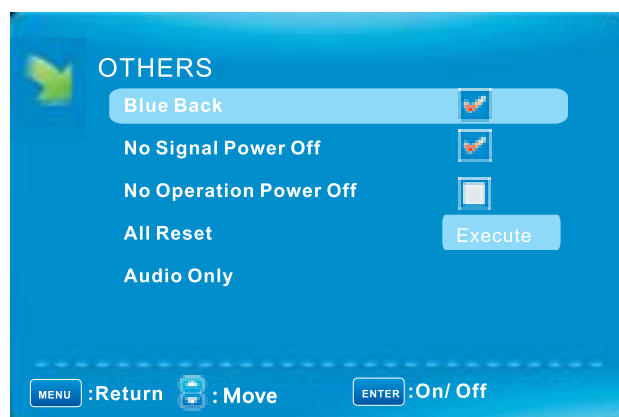 OTHERS
Blue Back
No Signal Power Off
No Operation Power Off
All Reset Execute
Audio Only
MENU :Return : Move ENTER :On/ Off